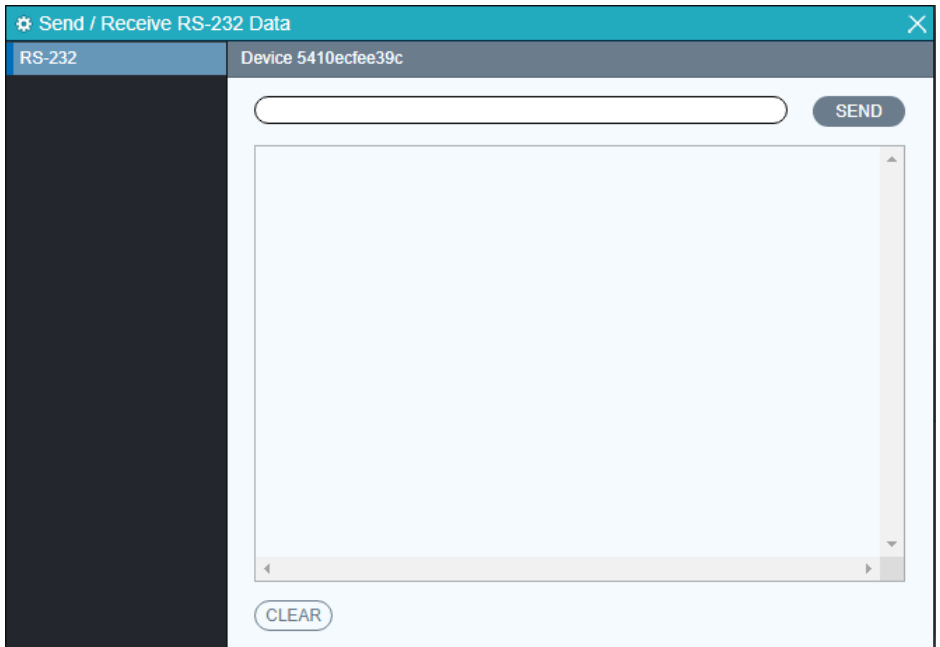 Send / Receive RS-232 Data
RS-232
Device 5410ecfee39c
SEND
CLEAR